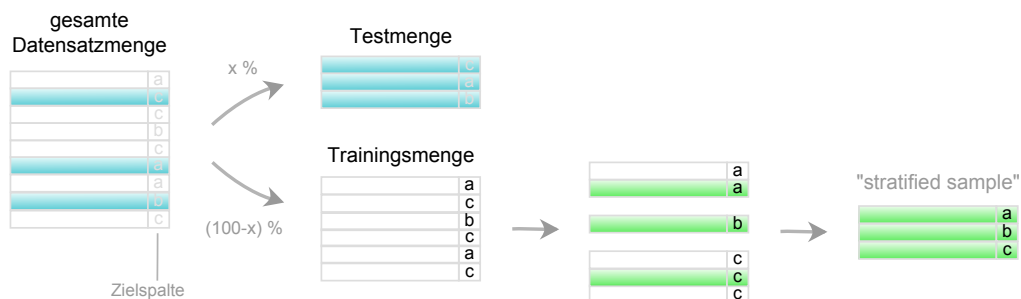 gesamte
Datensatzmenge
a
c
c
b
c
a
a
b
c
Zielspalte
x %
(100-x) %
Testmenge
c
a
b
Trainingsmenge
a
c
b
c
a
c
a
a
b
c
c
c
"stratified sample"
a
b
c